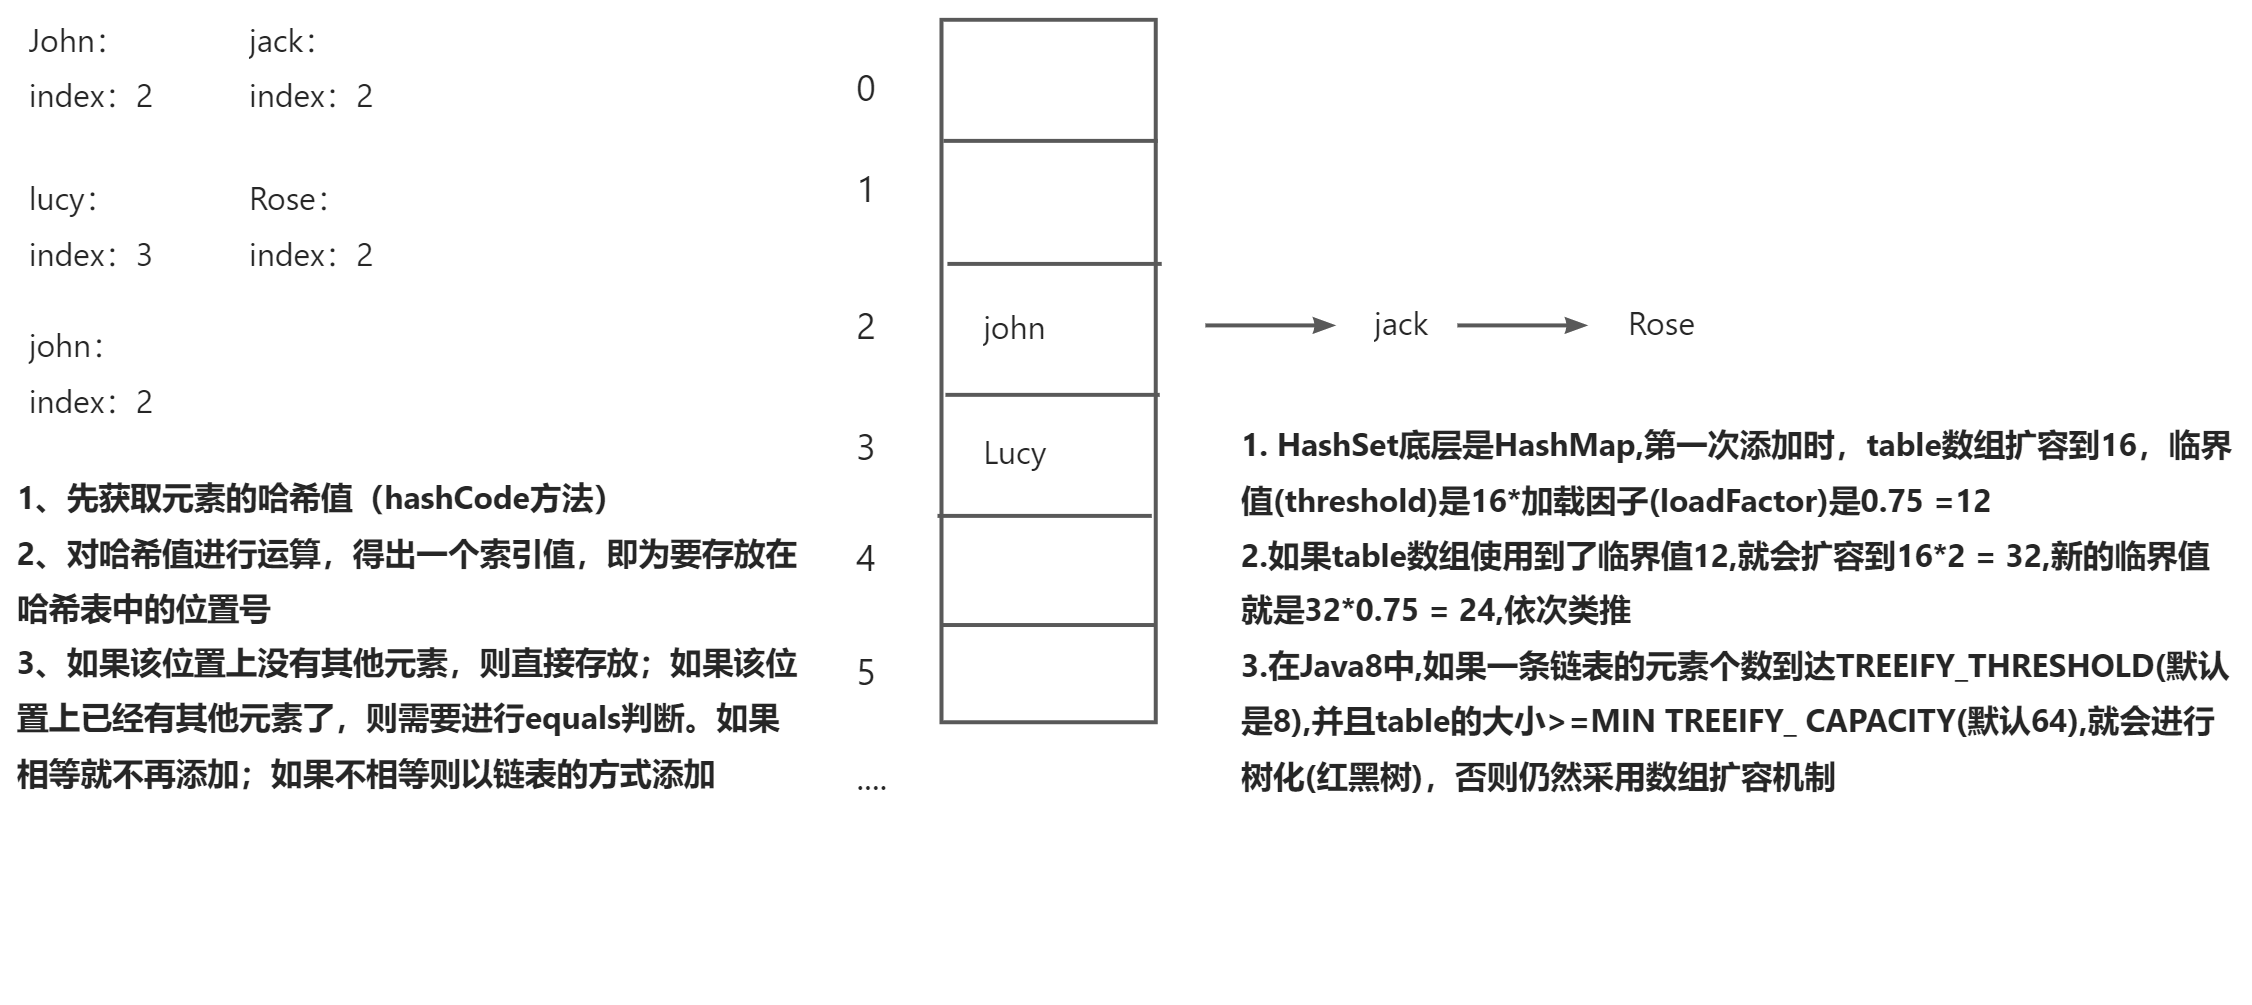 John：
index：2
jack：
index：2
lucy：
index：3
Rose：
index：2
john：
index：2
1、先获取元素的哈希值（hashCode方法）
2、对哈希值进行运算，得出一个索引值，即为要存放在
哈希表中的位置号
3、如果该位置上没有其他元素，则直接存放；如果该位
置上已经有其他元素了，则需要进行equals判断。如果
相等就不再添加；如果不相等则以链表的方式添加
0
1
2
3
4
5
....
john
jack
Rose
Lucy
1. HashSet底层是HashMap,第一次添加时，table数组扩容到16，临界
值(threshold)是16*加载因子(loadFactor)是0.75 =12
2.如果table数组使用到了临界值12,就会扩容到16*2 = 32,新的临界值
就是32*0.75 = 24,依次类推
3.在Java8中,如果一条链表的元素个数到达TREEIFY_THRESHOLD(默认
是8),并且table的大小>=MIN TREEIFY_ CAPACITY(默认64),就会进行
树化(红黑树)，否则仍然采用数组扩容机制